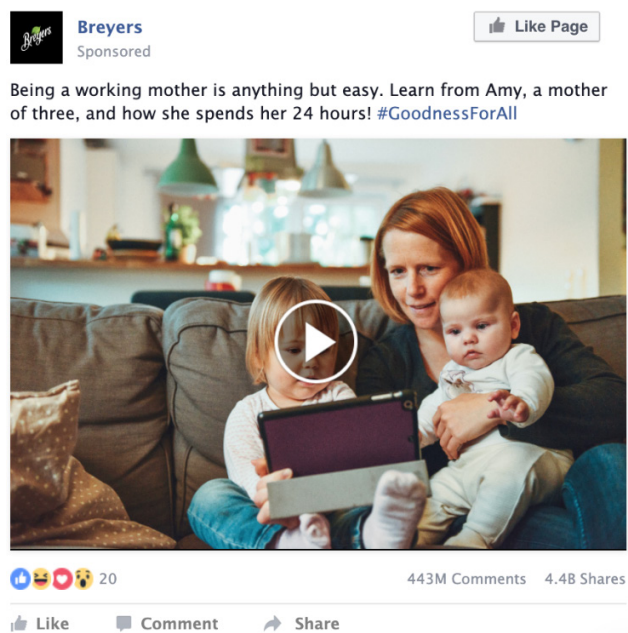 Breyers
Breyers
Like Page
Sponsored
Being a working mother is anything but easy. Learn from Amy, a mother
of three, and how she spends her 24 hours! #GoodnessForAll
20
443M Comments
4.4B Shares
Like
Comment
Share